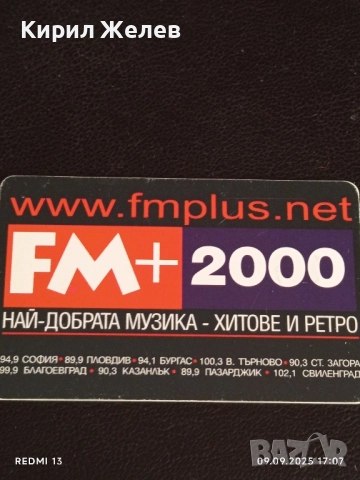 Кирил Желев
www.fmplus.net
FM+ 2000
НАЙ-ДОБРАТА МУЗИКА - ХИТОВЕ И РЕТРО
94,9 СОФИЯ • 89,9 ПЛОВДИВ • 94,1 БУРГАС • 100,3 В. ТЪРНОВО • 90,3 СТ. ЗАГОРА
99,9 БЛАГОЕВГРАД • 90,3 КАЗАНЛЪК • 89,9 ПАЗАРДЖИК • 102,1 СВИЛЕНГРАД
BAZAR
REDMI 13
09.09.2025 17:07